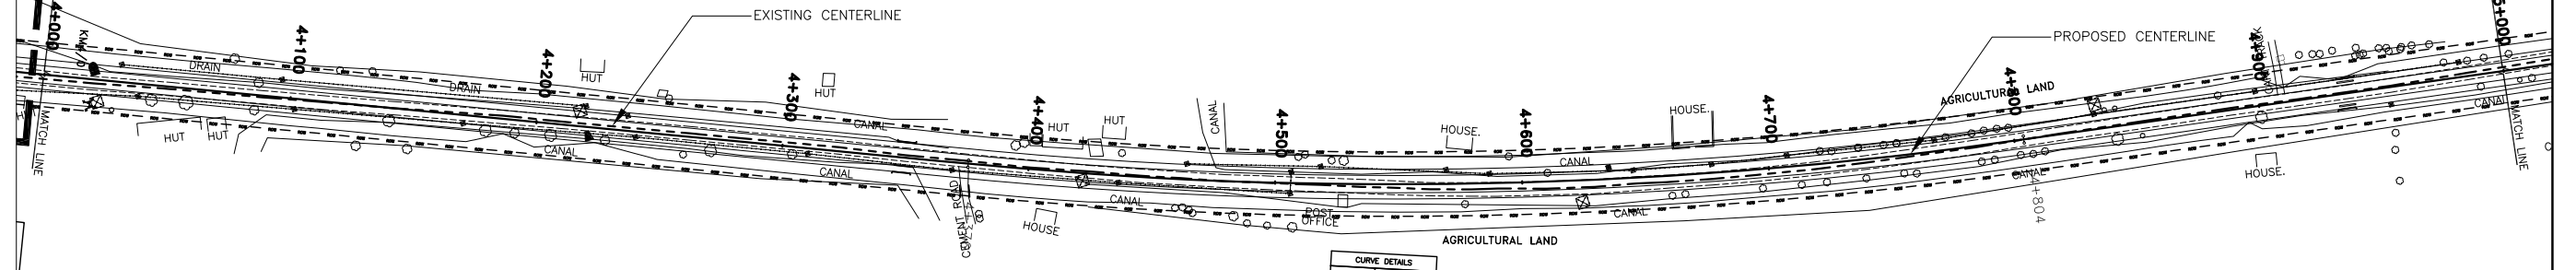 4+000
KM 4/0
MATCH LINE
DRAIN
4+100
HUT
HUT
DRAIN
4+200
HUT
EXISTING CENTERLINE
CANAL
4+300
HUT
CANAL
CANAL
CEMENT ROAD
4+400
HUT
HUT
HOUSE
CANAL
CANAL
4+500
POST
OFFICE
HOUSE.
AGRICULTURAL LAND
CURVE DETAILS
4+600
CANAL
CANAL
HOUSE.
4+700
AGRICULTURAL LAND
4+800
PROPOSED CENTERLINE
CANAL
4+804
4+900
HOUSE.
CANAL
5+000
MATCH LINE